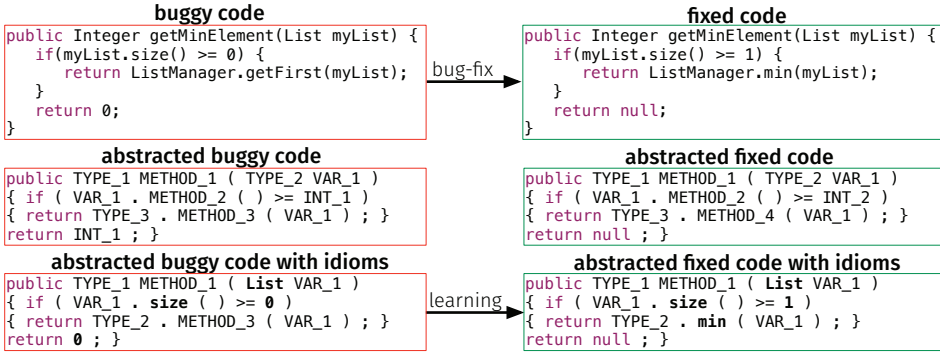 buggy code
public Integer getMinElement(List myList) {
if(myList.size() >= 0) {
return ListManager.getFirst(myList);
}
return 0;
}
bug-fix
fixed code
public Integer getMinElement(List myList) {
if(myList.size() >= 1) {
return ListManager.min(myList);
}
return null;
}
abstracted buggy code
public TYPE_1 METHOD_1 ( TYPE_2 VAR_1 )
{ if ( VAR_1 . METHOD_2 ( ) >= INT_1 )
{ return TYPE_3 . METHOD_3 ( VAR_1 ) ; }
return INT_1 ; }
abstracted fixed code
public TYPE_1 METHOD_1 ( TYPE_2 VAR_1 )
{ if ( VAR_1 . METHOD_2 ( ) >= INT_2 )
{ return TYPE_3 . METHOD_4 ( VAR_1 ) ; }
return null ; }
abstracted buggy code with idioms
public TYPE_1 METHOD_1 ( List VAR_1 )
{ if ( VAR_1 . size ( ) >= 0 )
{ return TYPE_2 . METHOD_3 ( VAR_1 ) ; }
return 0 ; }
learning
abstracted fixed code with idioms
public TYPE_1 METHOD_1 ( List VAR_1 )
{ if ( VAR_1 . size ( ) >= 1 )
{ return TYPE_2 . min ( VAR_1 ) ; }
return null ; }